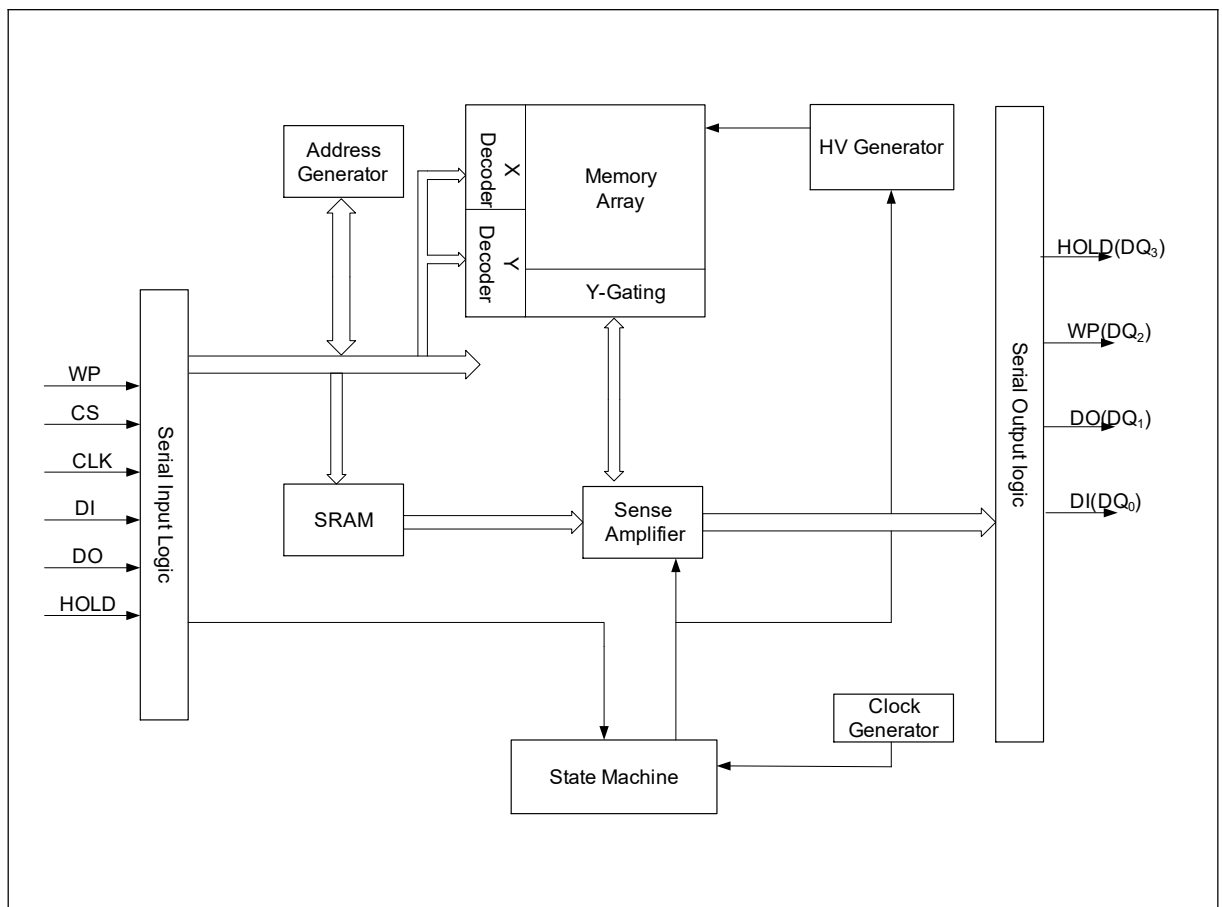 Address
Generator
X
Decoder
Y
Decoder
Memory
Array
Y-Gating
HV Generator
WP
CS
CLK
DI
DO
HOLD
Serial Input Logic
SRAM
Sense
Amplifier
Serial Output logic
HOLD(DQ3)
WP(DQ2)
DO(DQ1)
DI(DQ0)
State Machine
Clock
Generator